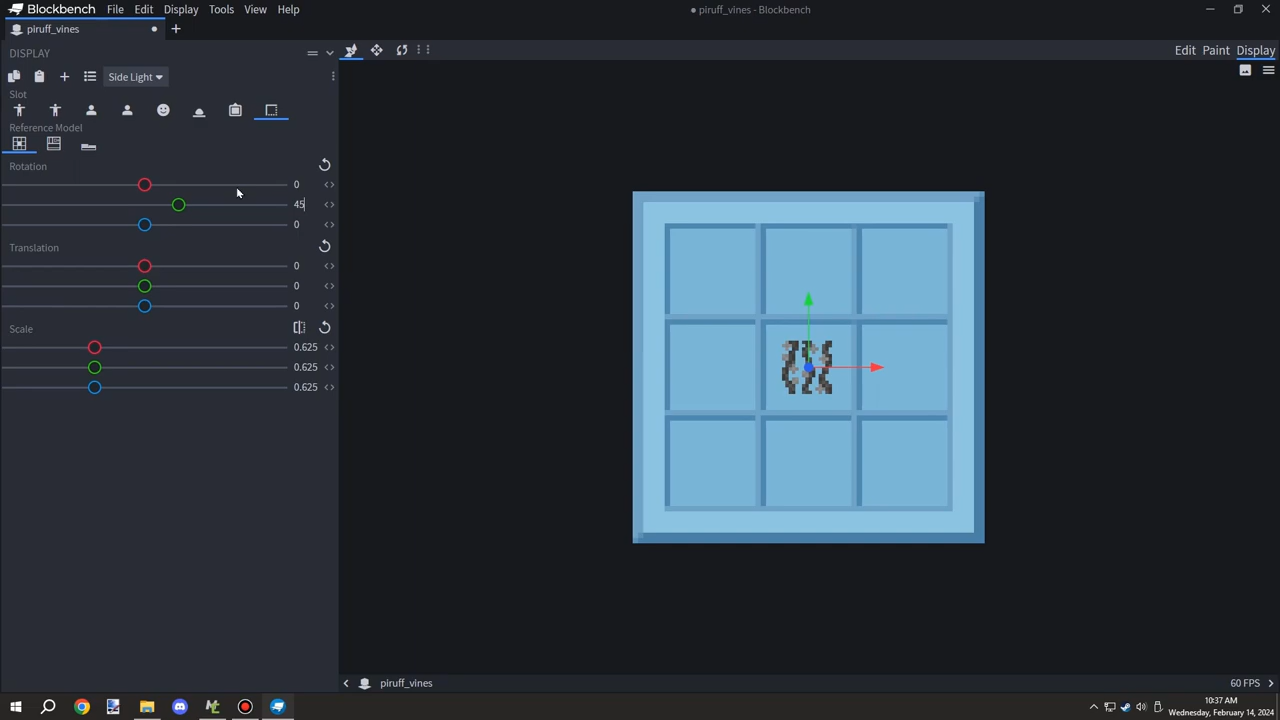 Blockbench File Edit Display Tools View Help
piruff_vines - Blockbench
piruff_vines
DISPLAY
Edit Paint Display
Side Light
Slot
Reference Model
Rotation
0
45
0
Translation
0
0
0
Scale
0.625
0.625
0.625
piruff_vines
60 FPS
10:37 AM
Wednesday, February 14, 2024